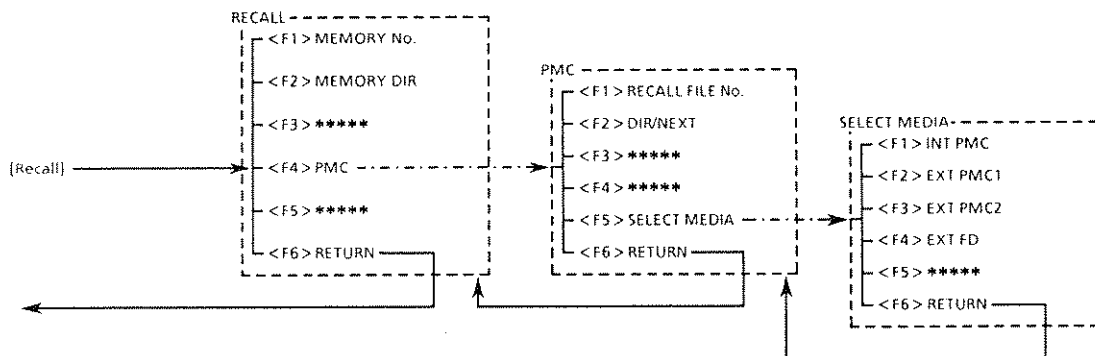 RECALL
<F1> MEMORY No.
<F2> MEMORY DIR
<F3> *****
[Recall]
<F4> PMC
<F5> *****
<F6> RETURN
PMC
<F1> RECALL FILE No.
<F2> DIR/NEXT
<F3> *****
<F4> *****
<F5> SELECT MEDIA
<F6> RETURN
SELECT MEDIA
<F1> INT PMC
<F2> EXT PMC1
<F3> EXT PMC2
<F4> EXT FD
<F5> *****
<F6> RETURN